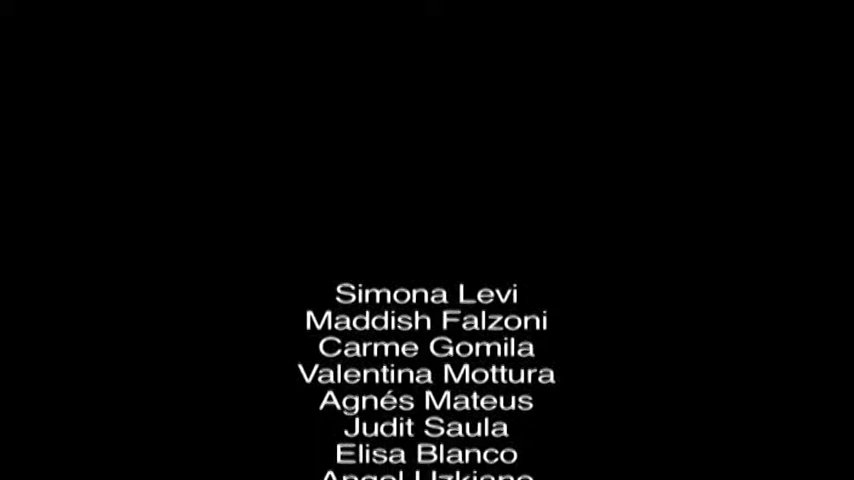 Simona Levi
Maddish Falzoni
Carme Gomila
Valentina Mottura
Agnés Mateus
Judit Saula
Elisa Blanco